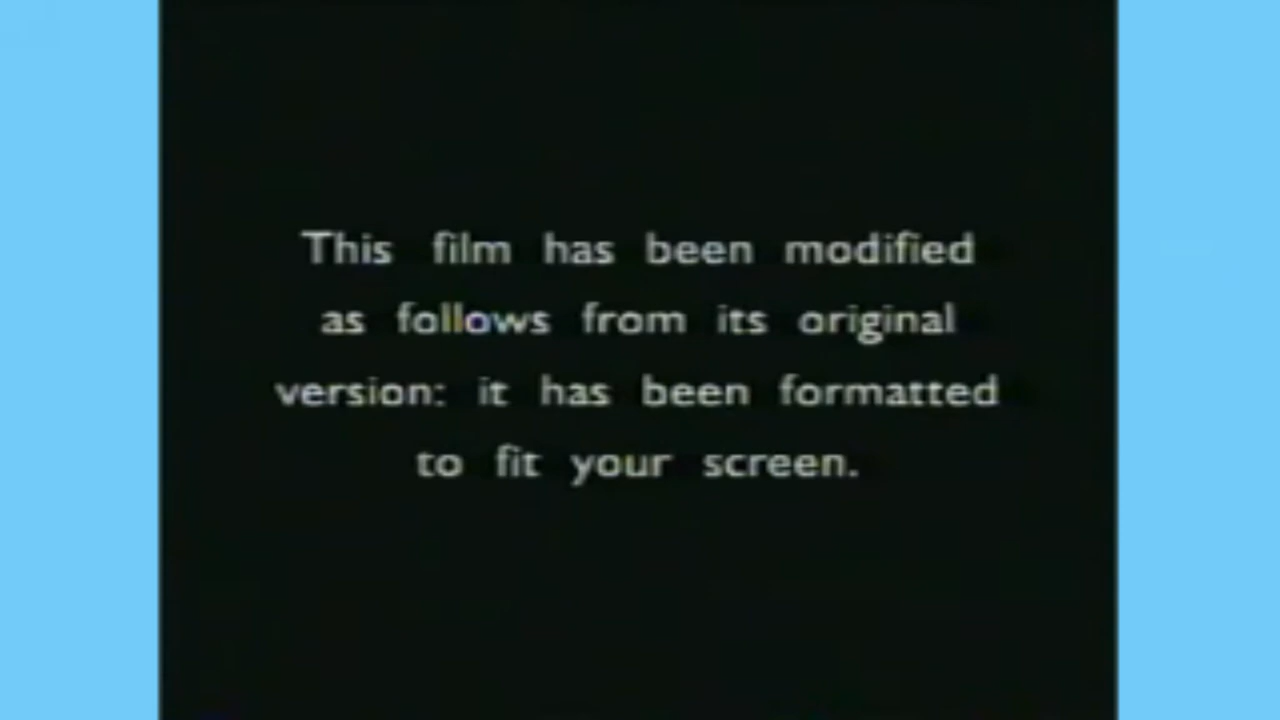 This film has been modified
as follows from its original
version: it has been formatted
to fit your screen.